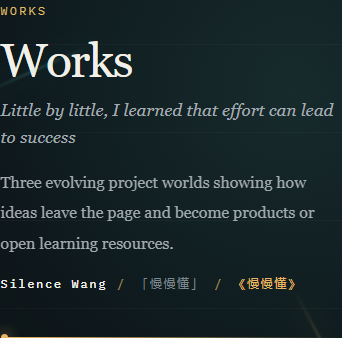 WORKS
Works
Little by little, I learned that effort can lead
to success
Three evolving project worlds showing how
ideas leave the page and become products or
open learning resources.
Silence Wang / 「慢慢懂」 / 《慢慢懂》